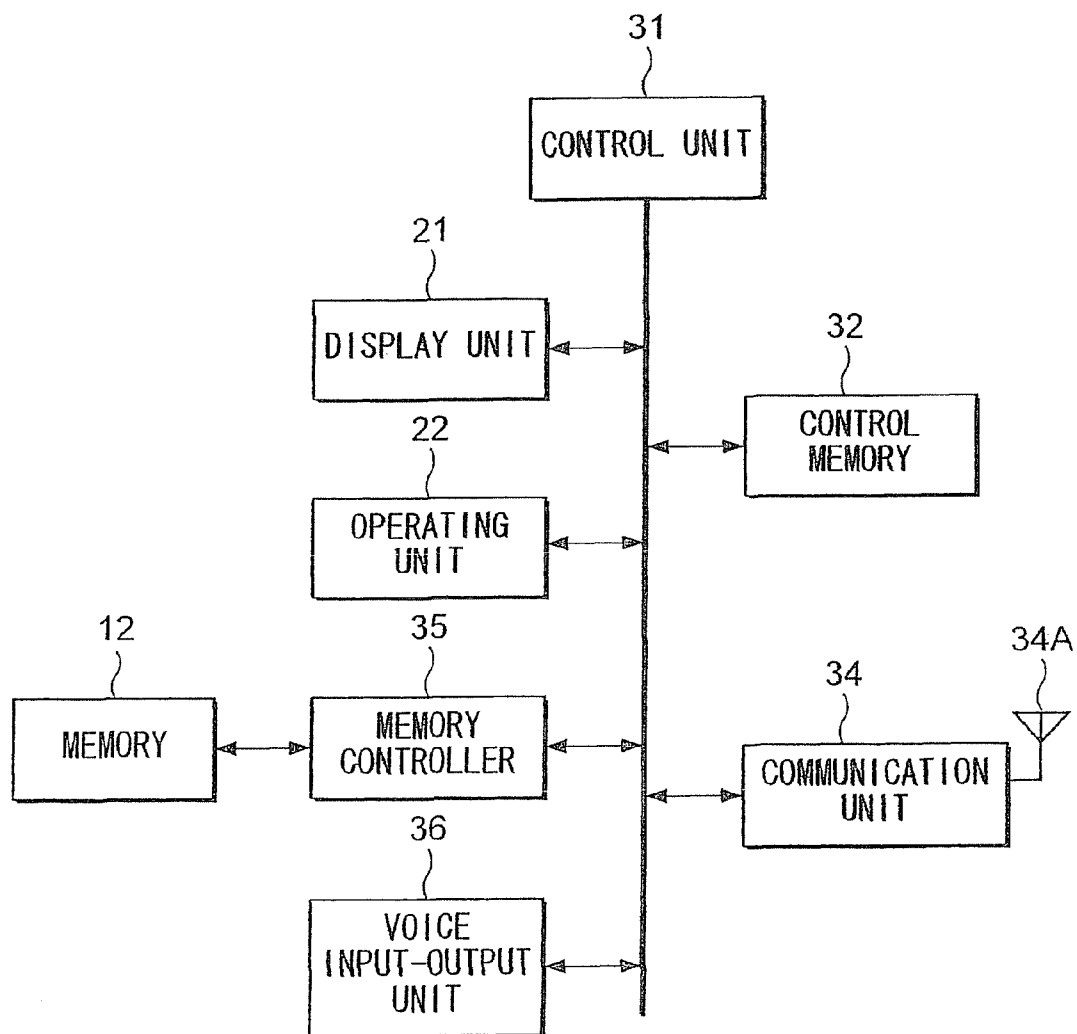 31
CONTROL UNIT
21
DISPLAY UNIT
32
CONTROL
MEMORY
22
OPERATING
UNIT
12
MEMORY
35
MEMORY
CONTROLLER
34A
34
COMMUNICATION
UNIT
36
VOICE
INPUT-OUTPUT
UNIT